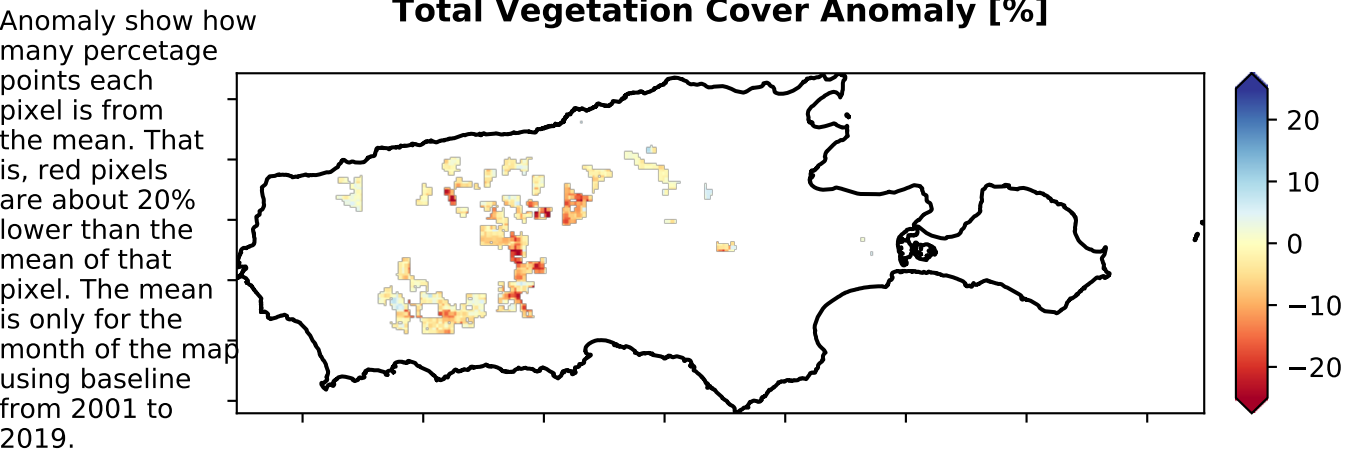 Total Vegetation Cover Anomaly [%]
Anomaly show how
many percetage
points each
pixel is from
the mean. That
is, red pixels
are about 20%
lower than the
mean of that
pixel. The mean
is only for the
month of the map
using baseline
from 2001 to
2019.
20
10
0
−10
−20